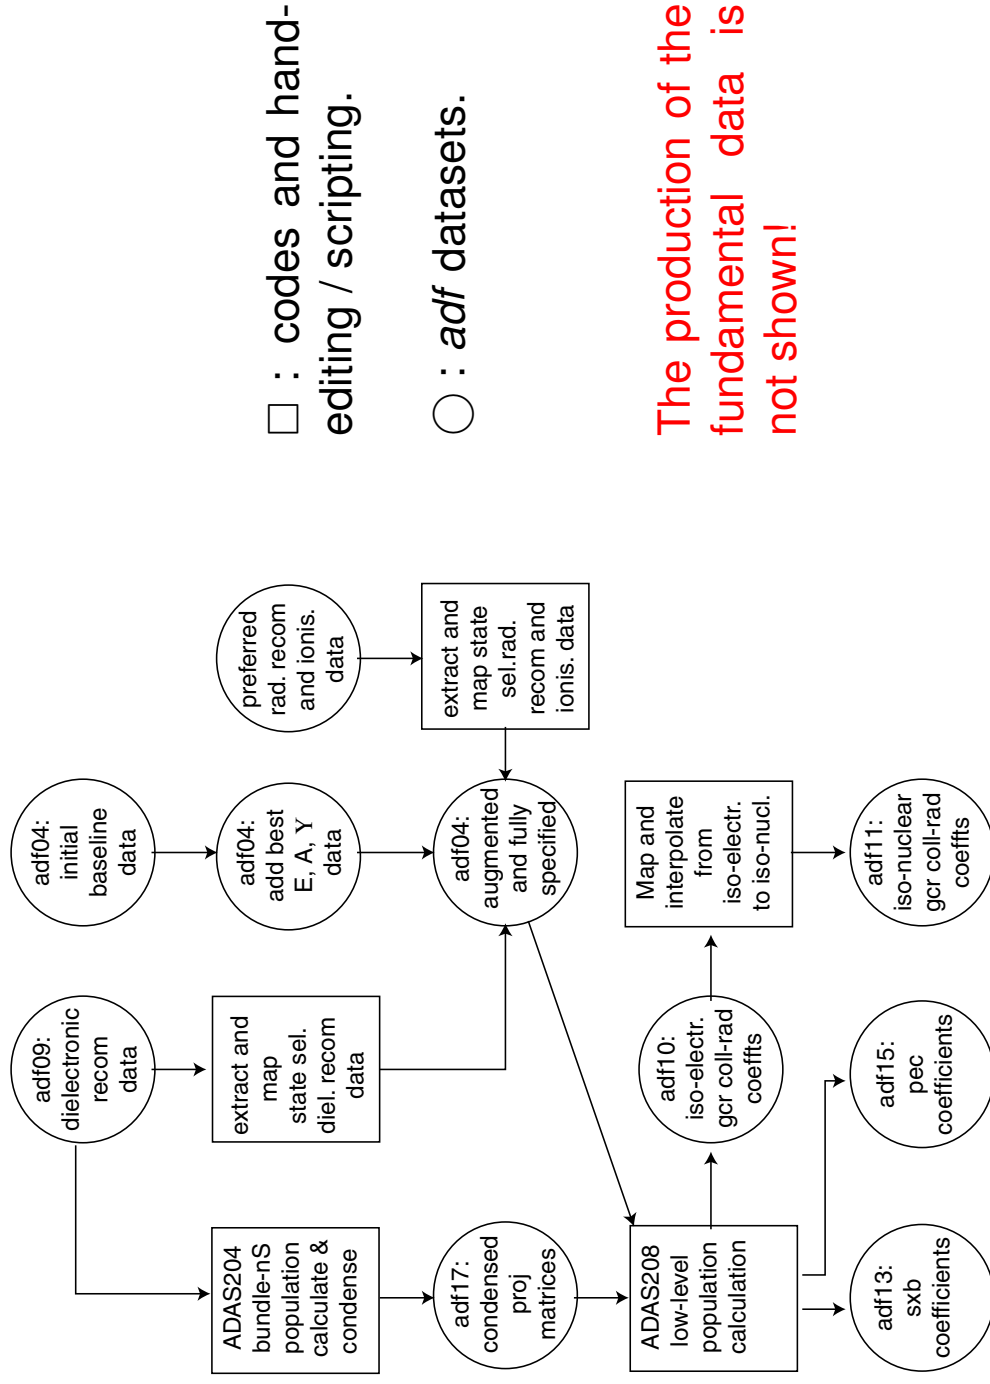 adf09:
dielectronic
recom
data
adf04:
initial
baseline
data
ADAS204
bundle-nS
population
calculate &
condense
extract and
map
state sel.
diel. recom
data
adf04:
add best
E, A, Y
data
preferred
rad. recom
and ionis.
data
adf17:
condensed
proj
matrices
adf04:
augmented
and fully
specified
extract and
map state
sel.rad.
recom and
ionis. data
ADAS208
low-level
population
calculation
adf10:
iso-electr.
gcr coll-rad
coeffts
Map and
interpolate
from
iso-electr.
to iso-nucl.
adf13:
sxb
coefficients
adf15:
pec
coefficients
adf11:
iso-nuclear
gcr coll-rad
coeffts
: codes and hand-
editing / scripting.
: adf datasets.
The production of the
fundamental data is
not shown!